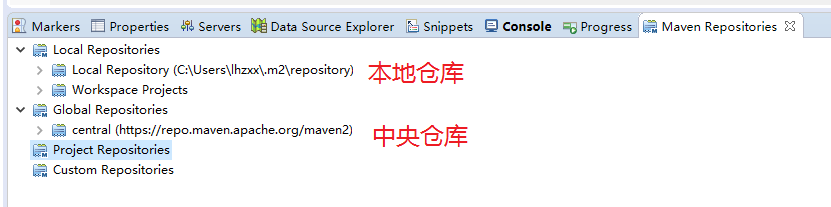 Markers Properties Servers Data Source Explorer Snippets Console Progress Maven Repositories
Local Repositories
Local Repository (C:\Users\lhzxx\.m2\repository) 本地仓库
Workspace Projects
Global Repositories
central (https://repo.maven.apache.org/maven2) 中央仓库
Project Repositories
Custom Repositories